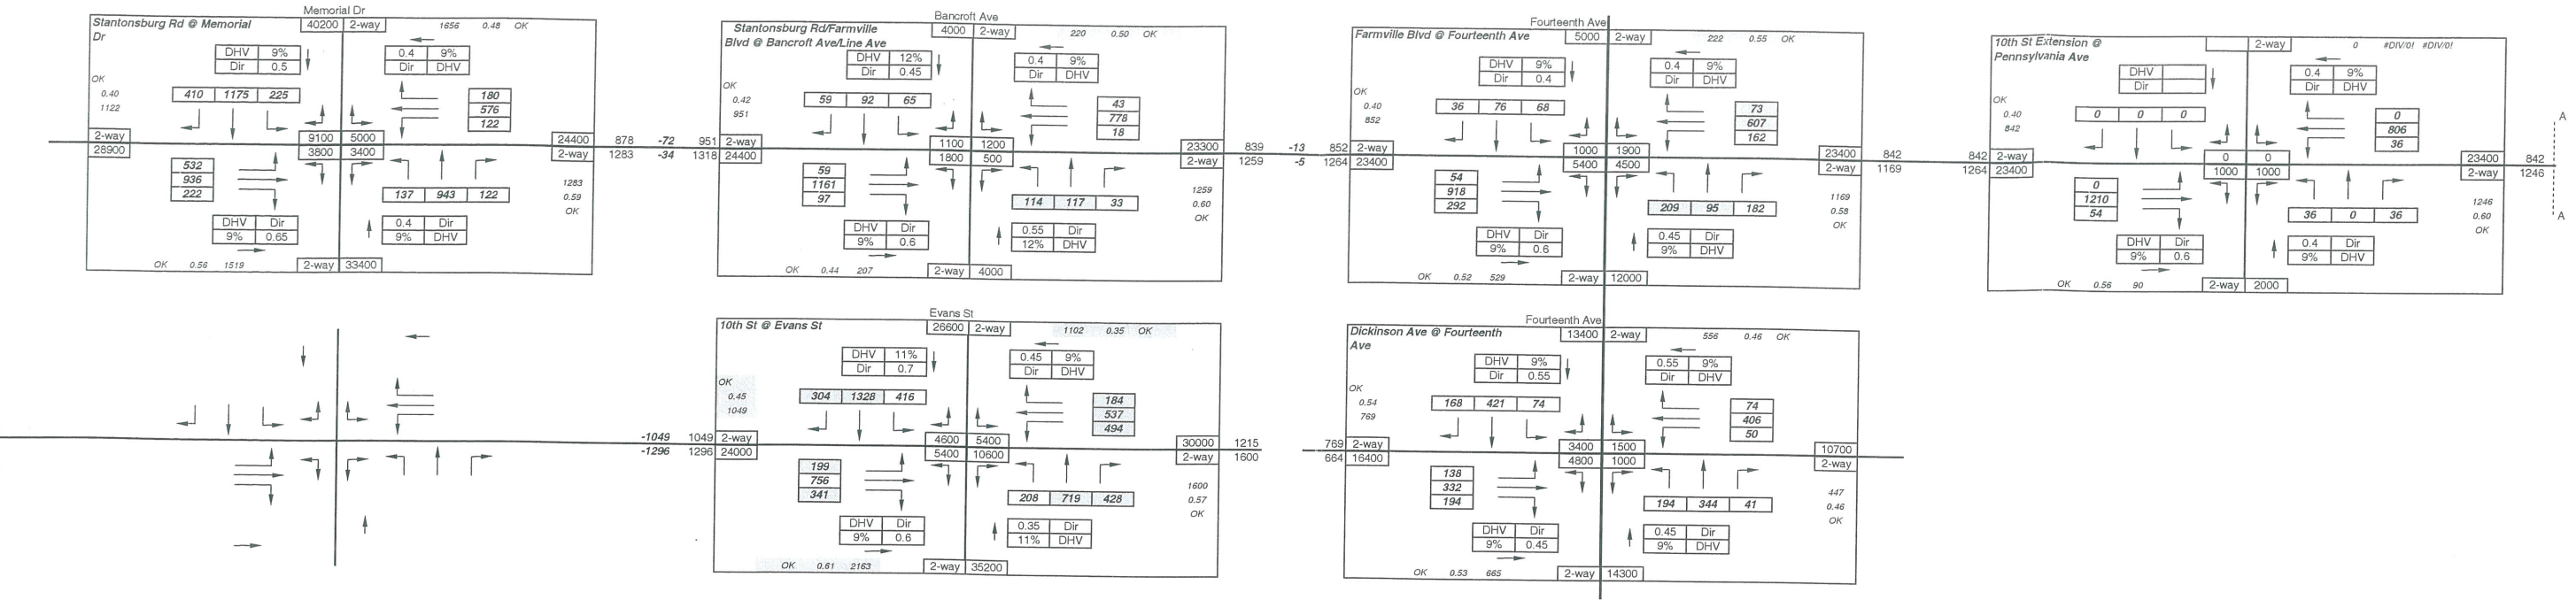 Memorial Dr
Stantonsburg Rd @ Memorial Dr
40200 2-way
1656 0.48 OK
DHV 9%
Dir 0.5
0.4 9%
Dir DHV
OK
0.40
1122
410 1175 225
180
576
122
2-way
28900
9100 5000
3800 3400
24400
2-way
532
936
222
137 943 122
1283
0.59
OK
DHV Dir
9% 0.65
0.4 Dir
9% DHV
OK 0.56 1519
2-way 33400
878 -72 951
1283 -34 1318
Bancroft Ave
Stantonsburg Rd/Farmville
Blvd @ Bancroft Ave/Line Ave
4000 2-way
220 0.50 OK
DHV 12%
Dir 0.45
0.4 9%
Dir DHV
OK
0.42
951
59 92 65
43
778
18
2-way
24400
1100 1200
1800 500
23300
2-way
59
1161
97
114 117 33
1259
0.60
OK
DHV Dir
9% 0.6
0.55 Dir
12% DHV
OK 0.44 207
2-way 4000
839 -13 852
1259 -5 1264
Fourteenth Ave
Farmville Blvd @ Fourteenth Ave
5000 2-way
222 0.55 OK
DHV 9%
Dir 0.4
0.4 9%
Dir DHV
OK
0.40
852
36 76 68
73
607
162
2-way
23400
1000 1900
5400 4500
23400
2-way
54
918
292
209 95 182
1169
0.58
OK
DHV Dir
9% 0.6
0.45 Dir
9% DHV
OK 0.52 529
2-way 12000
842 842
1169 1264
10th St Extension @
Pennsylvania Ave
2-way
0 #DIV/0! #DIV/0!
DHV
Dir
0.4 9%
Dir DHV
OK
0.40
842
0 0 0
0
806
36
2-way
23400
0 0
1000 1000
23400
2-way
0
1210
54
36 0 36
1246
0.60
OK
DHV Dir
9% 0.6
0.4 Dir
9% DHV
OK 0.56 90
2-way 2000
842
1246
A
A
Evans St
10th St @ Evans St
26600 2-way
1102 0.35 OK
DHV 11%
Dir 0.7
0.45 9%
Dir DHV
OK
0.45
1049
304 1328 416
184
537
494
-1049 1049
-1296 1296
2-way
24000
4600 5400
5400 10600
30000
2-way
199
756
341
208 719 428
1600
0.57
OK
DHV Dir
9% 0.6
0.35 Dir
11% DHV
OK 0.61 2163
2-way 35200
1215
1600
Fourteenth Ave
Dickinson Ave @ Fourteenth
Ave
13400 2-way
556 0.46 OK
DHV 9%
Dir 0.55
0.55 9%
Dir DHV
OK
0.54
769
168 421 74
74
406
50
769
664
2-way
16400
3400 1500
4800 1000
10700
2-way
138
332
194
194 344 41
447
0.46
OK
DHV Dir
9% 0.45
0.45 Dir
9% DHV
OK 0.53 665
2-way 14300